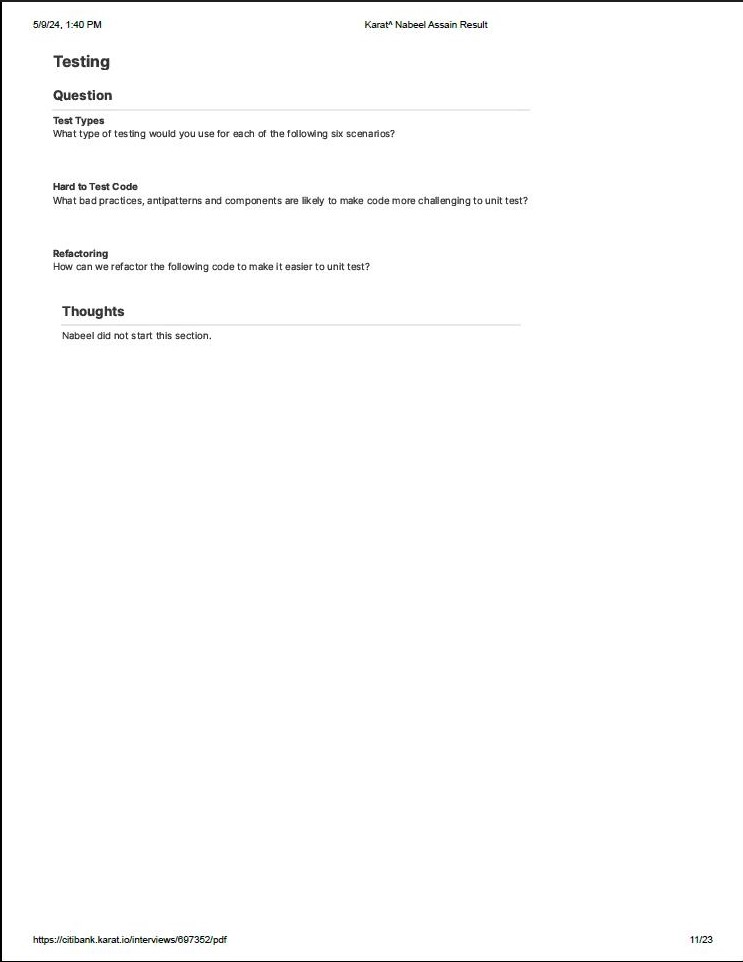 5/9/24, 1:40 PM Karat^ Nabeel Assain Result
Testing
Question
Test Types
What type of testing would you use for each of the following six scenarios?
Hard to Test Code
What bad practices, antipatterns and components are likely to make code more challenging to unit test?
Refactoring
How can we refactor the following code to make it easier to unit test?
Thoughts
Nabeel did not start this section.
https://citibank.karat.io/interviews/697352/pdf 11/23